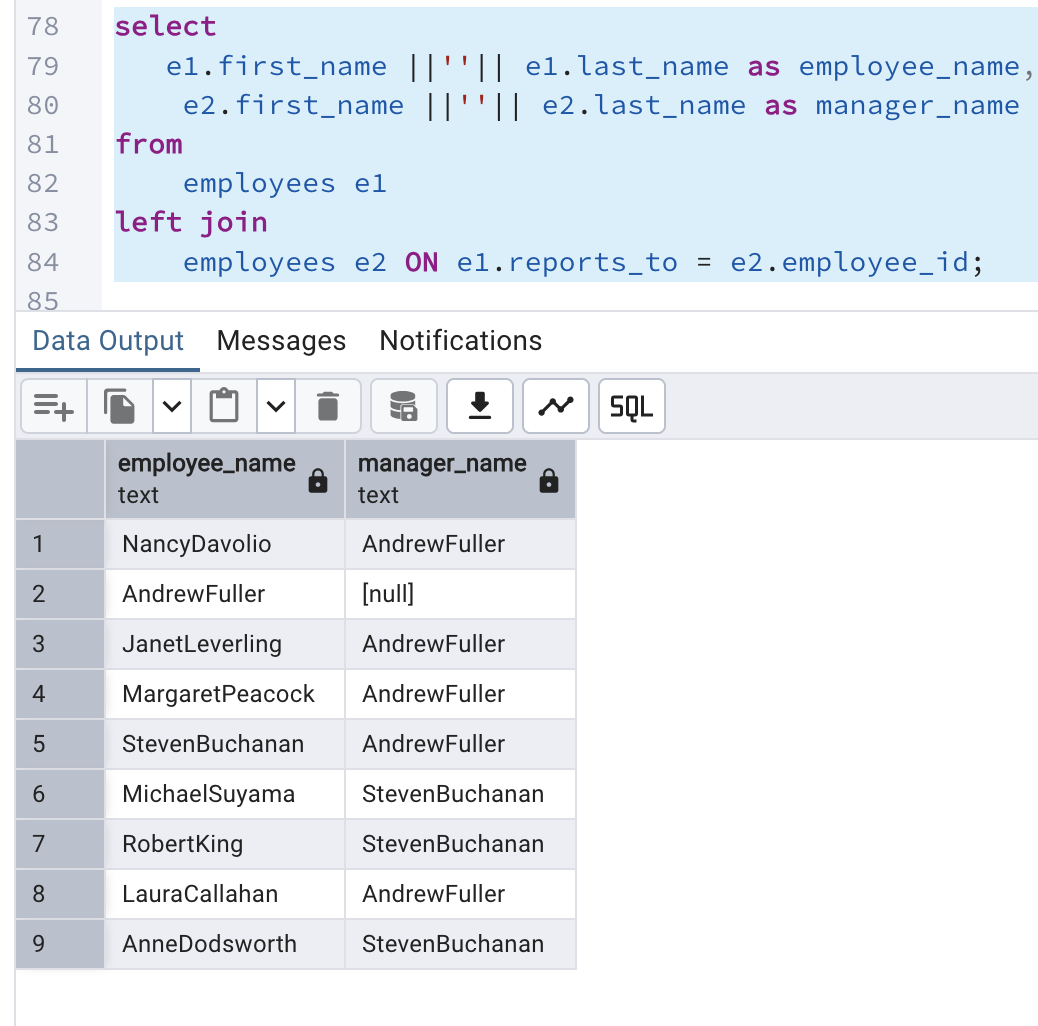 78 select
79 e1.first_name ||''|| e1.last_name as employee_name,
80 e2.first_name ||''|| e2.last_name as manager_name
81 from
82 employees e1
83 left join
84 employees e2 ON e1.reports_to = e2.employee_id;
85
Data Output Messages Notifications
SQL
employee_name manager_name
text text
1 NancyDavolio AndrewFuller
2 AndrewFuller [null]
3 JanetLeverling AndrewFuller
4 MargaretPeacock AndrewFuller
5 StevenBuchanan AndrewFuller
6 MichaelSuyama StevenBuchanan
7 RobertKing StevenBuchanan
8 LauraCallahan AndrewFuller
9 AnneDodsworth StevenBuchanan